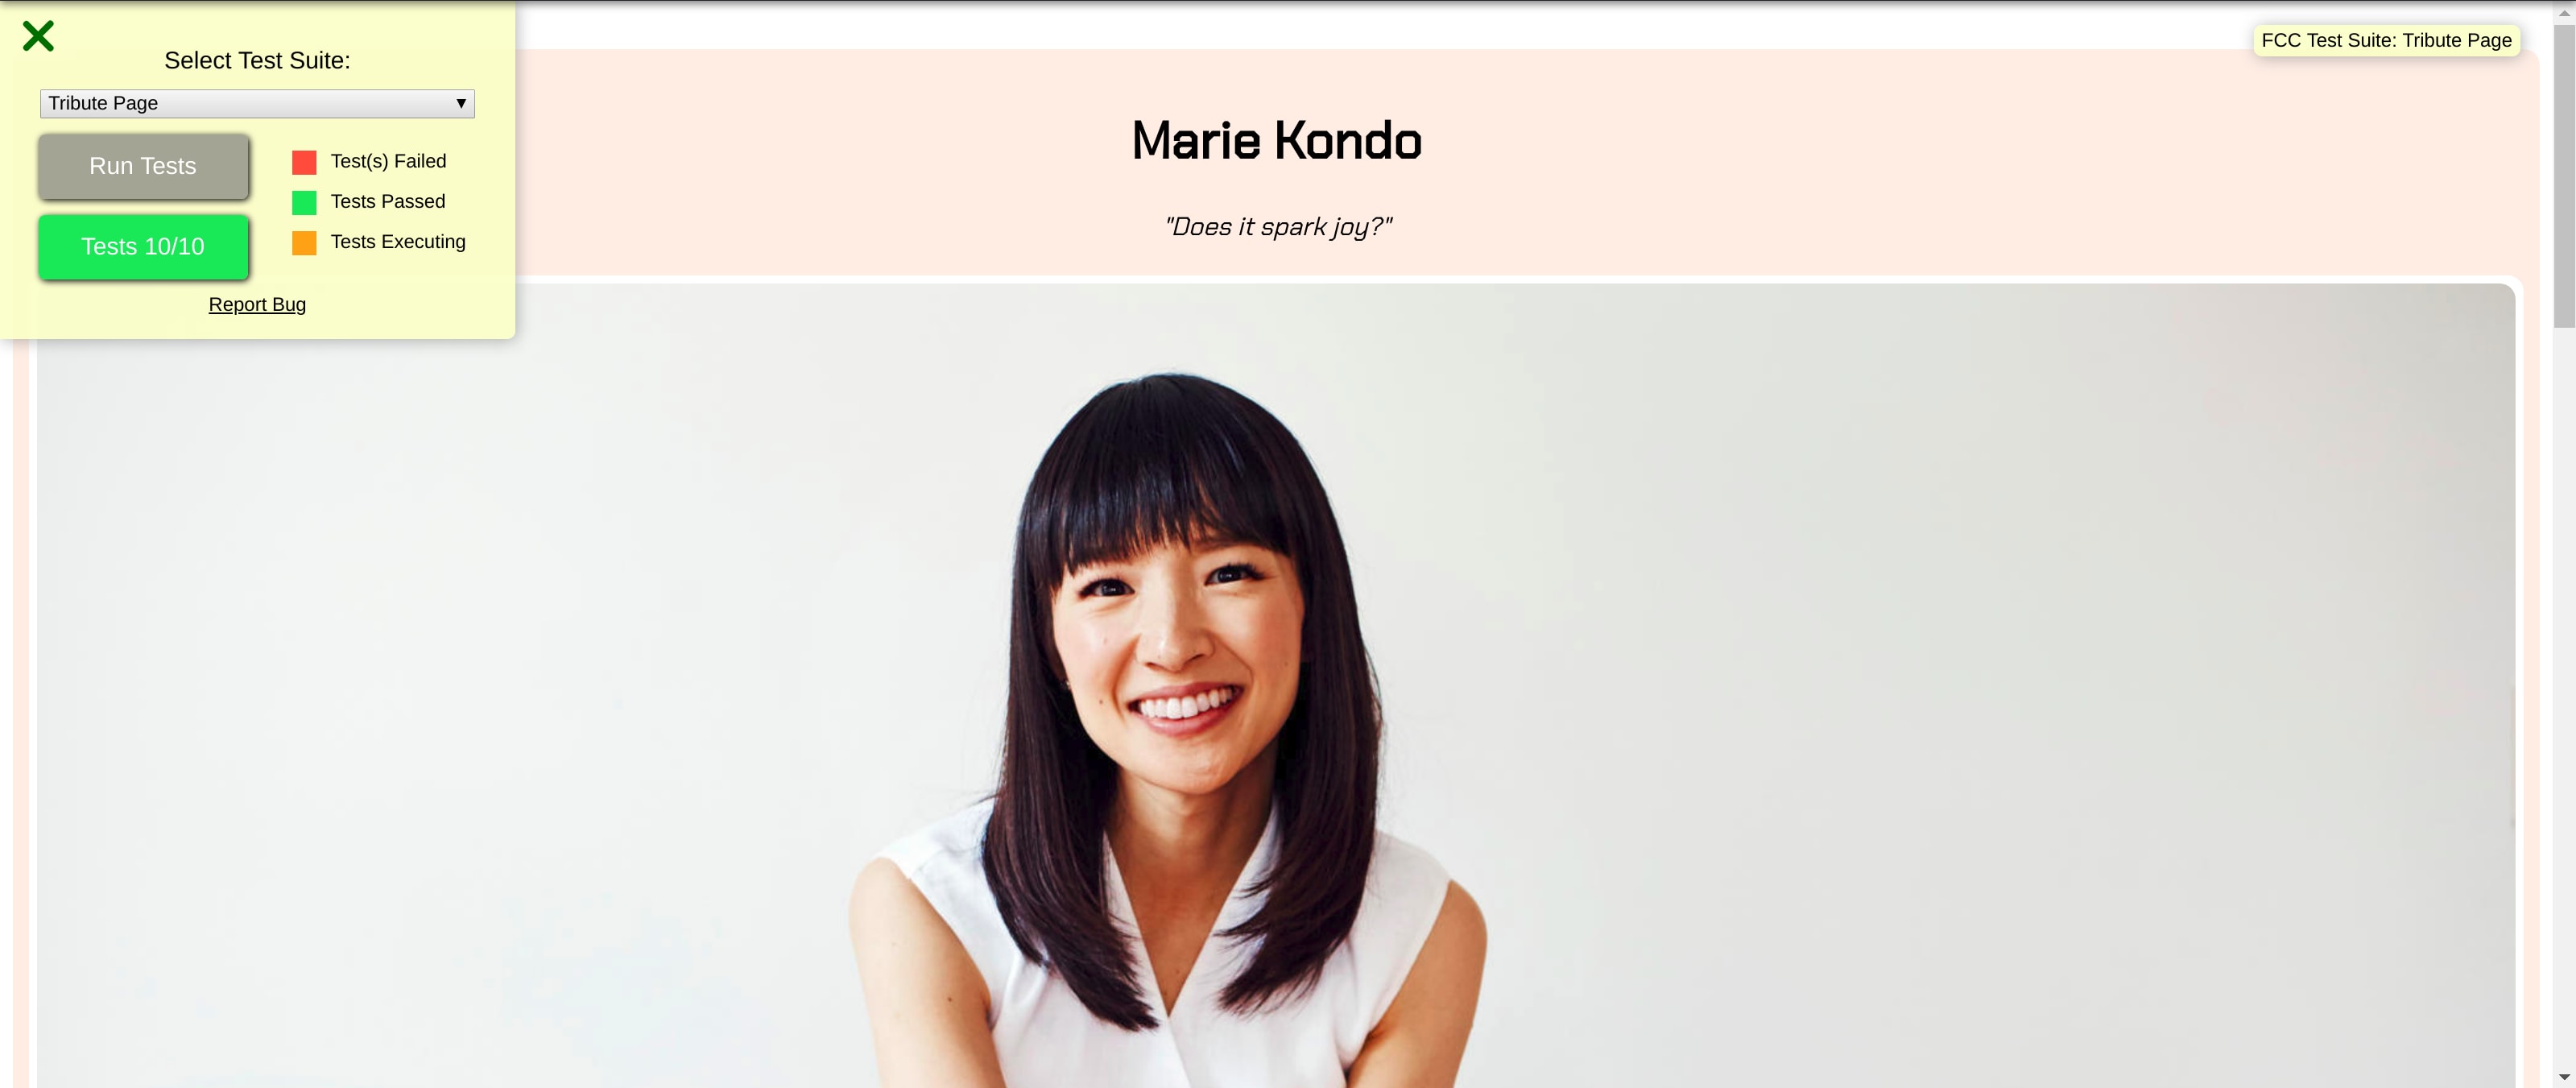 Select Test Suite:
Tribute Page
Run Tests
Tests 10/10
Test(s) Failed
Tests Passed
Tests Executing
Report Bug
FCC Test Suite: Tribute Page
Marie Kondo
"Does it spark joy?"